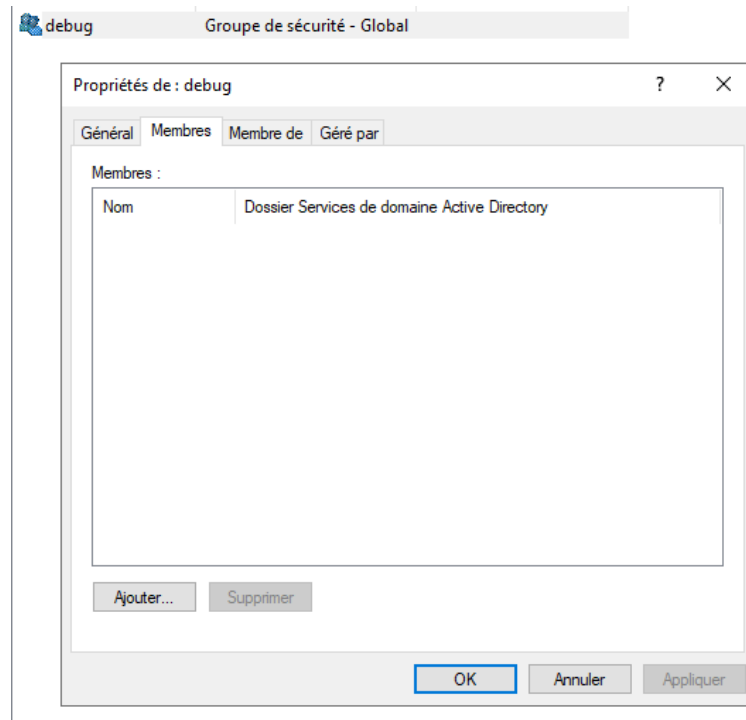 debug Groupe de sécurité - Global
Propriétés de : debug ? ×
Général Membres Membre de Géré par
Membres :
Nom Dossier Services de domaine Active Directory
Ajouter... Supprimer
OK Annuler Appliquer